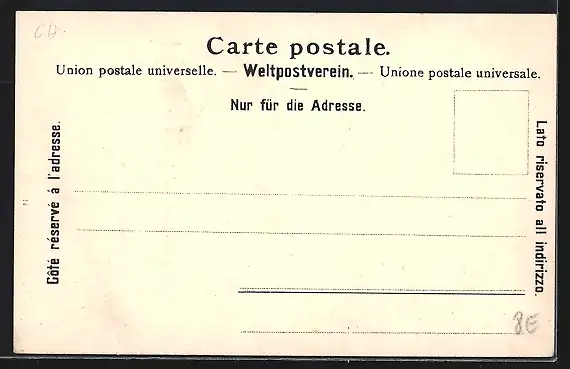 CH.
Carte postale.
Union postale universelle. — Weltpostverein. — Unione postale universale.
Nur für die Adresse.
Côté réservé à l'adresse.
Lato riservato all indirizzo.
8E